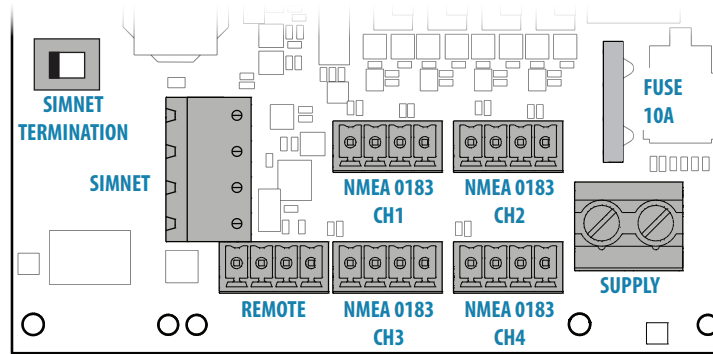 SIMNET
TERMINATION
SIMNET
NMEA 0183
CH1
NMEA 0183
CH2
FUSE
10A
REMOTE
NMEA 0183
CH3
NMEA 0183
CH4
SUPPLY